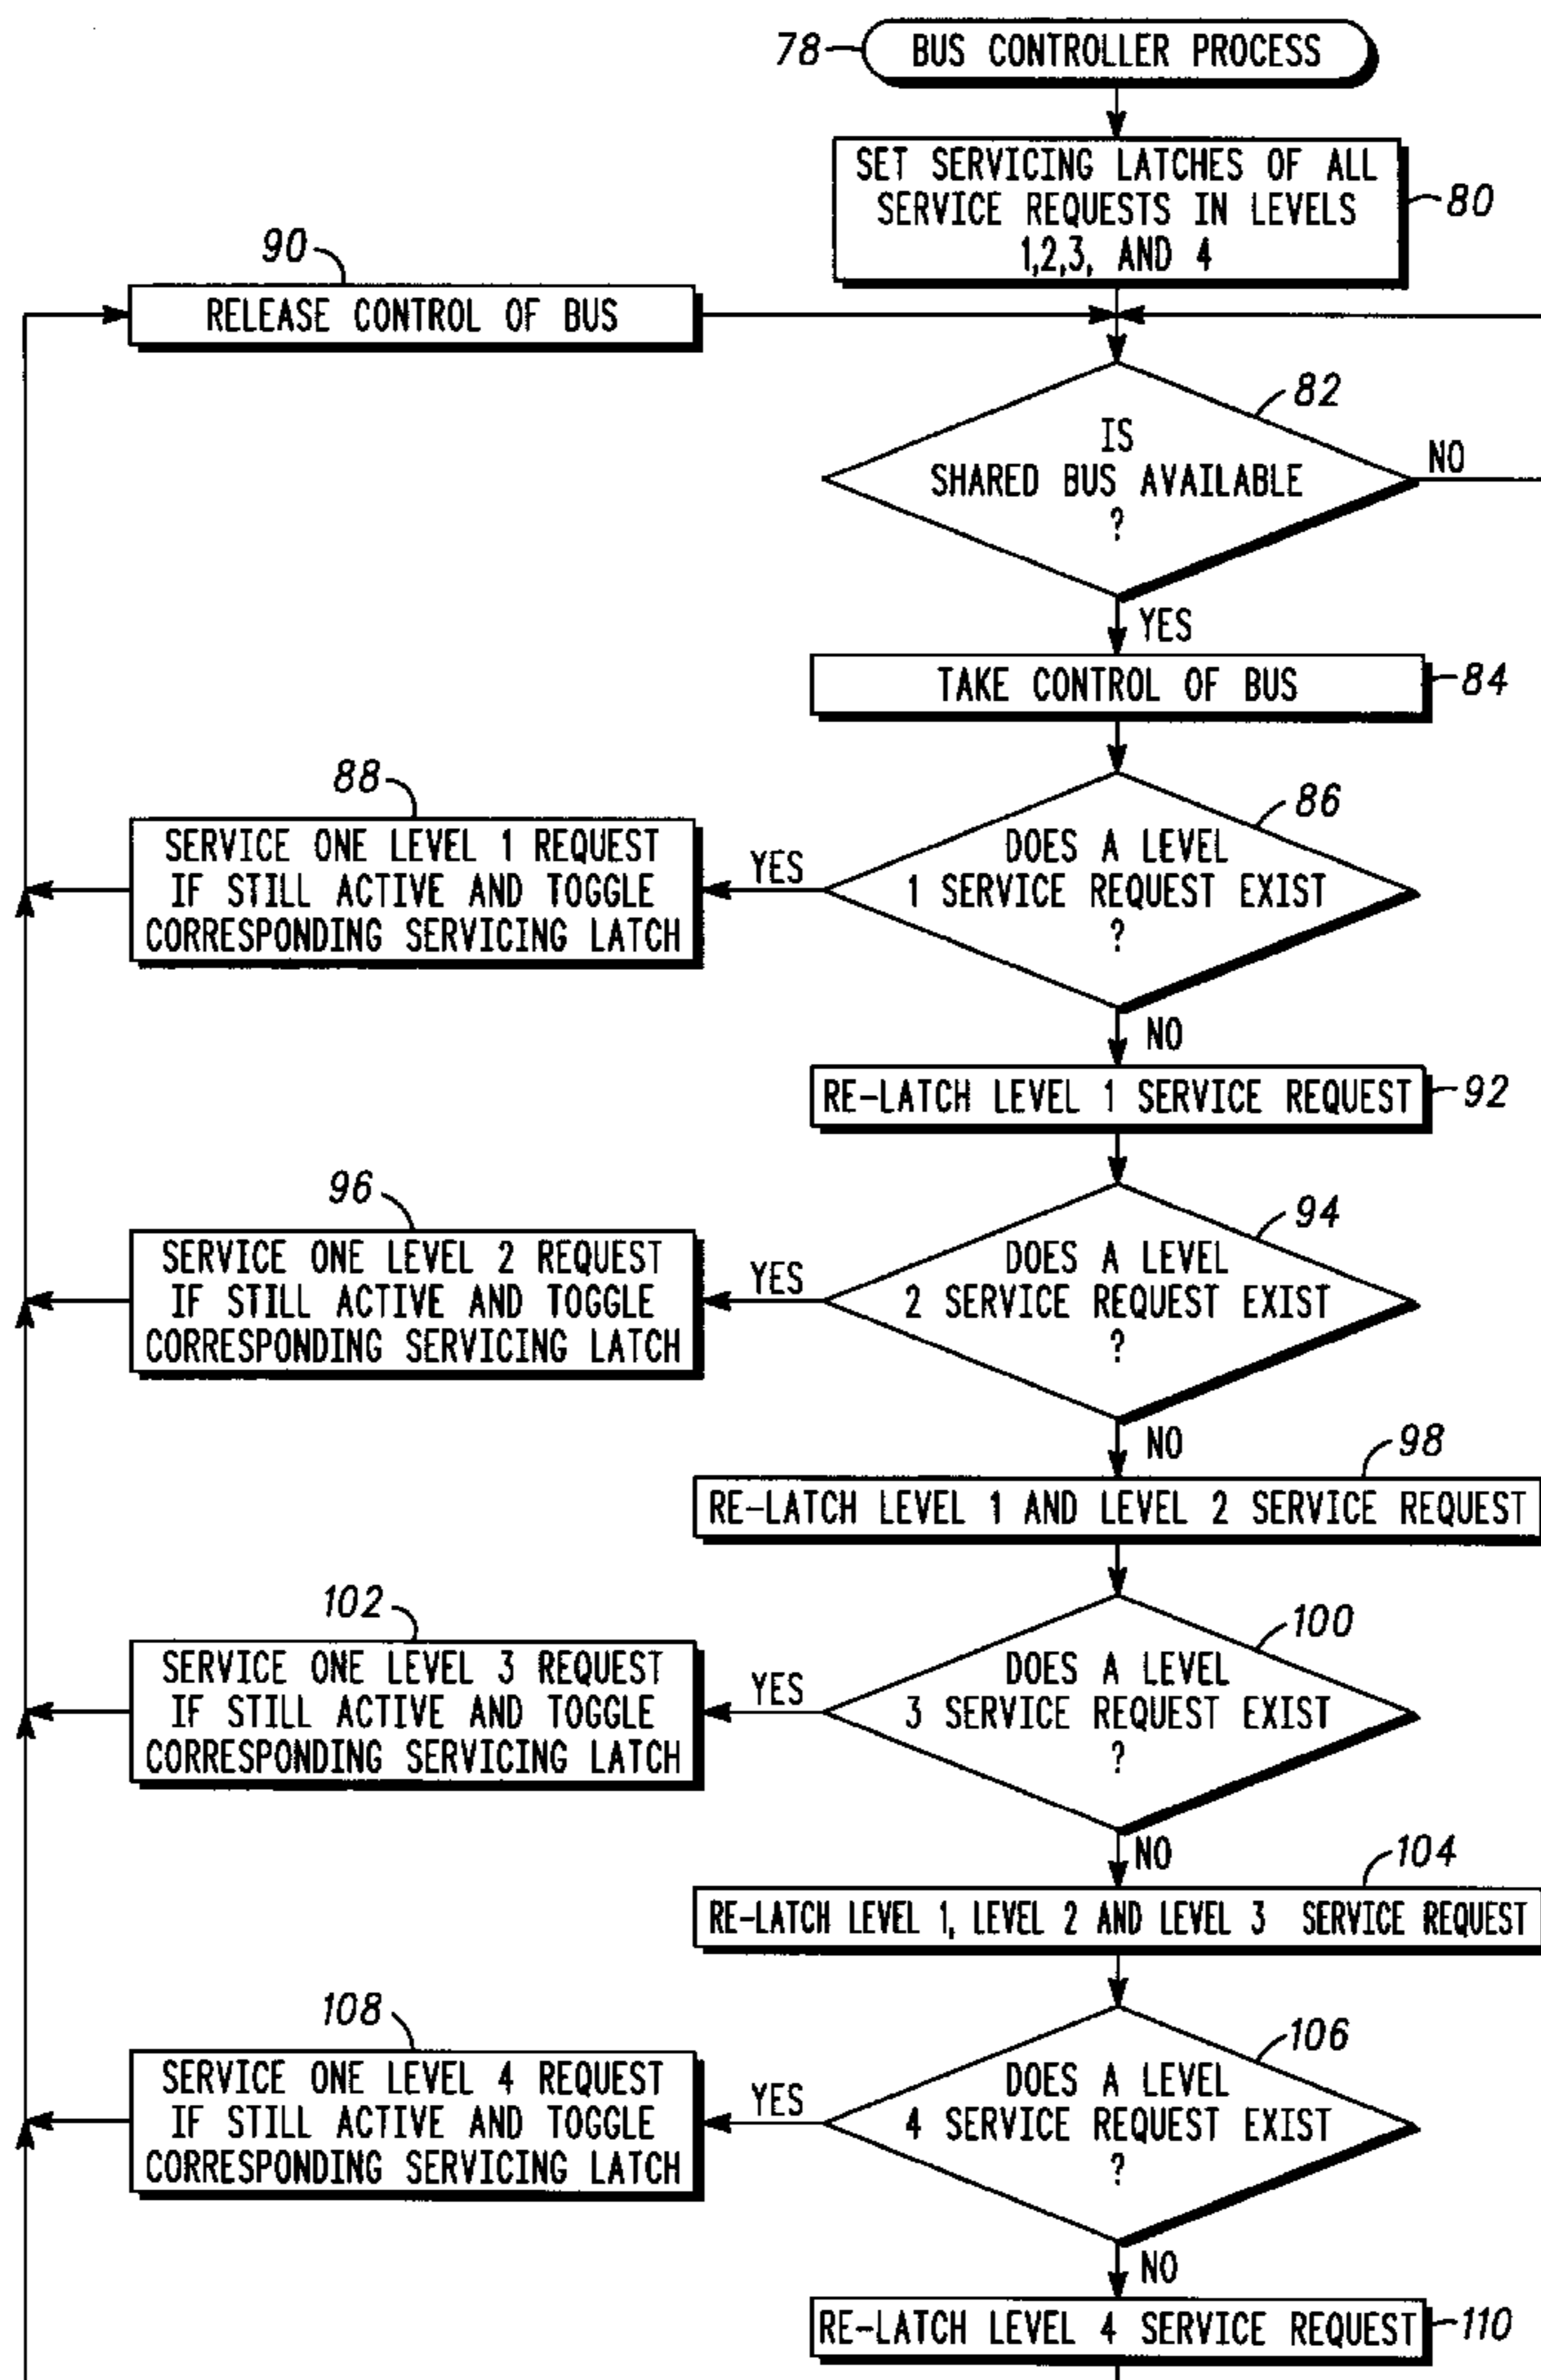 78
BUS CONTROLLER PROCESS
SET SERVICING LATCHES OF ALL
SERVICE REQUESTS IN LEVELS
1,2,3, AND 4
80
90
RELEASE CONTROL OF BUS
82
IS
SHARED BUS AVAILABLE
?
NO
YES
TAKE CONTROL OF BUS
84
88
SERVICE ONE LEVEL 1 REQUEST
IF STILL ACTIVE AND TOGGLE
CORRESPONDING SERVICING LATCH
YES
86
DOES A LEVEL
1 SERVICE REQUEST EXIST
?
NO
RE-LATCH LEVEL 1 SERVICE REQUEST
92
96
SERVICE ONE LEVEL 2 REQUEST
IF STILL ACTIVE AND TOGGLE
CORRESPONDING SERVICING LATCH
YES
94
DOES A LEVEL
2 SERVICE REQUEST EXIST
?
NO
98
RE-LATCH LEVEL 1 AND LEVEL 2 SERVICE REQUEST
102
SERVICE ONE LEVEL 3 REQUEST
IF STILL ACTIVE AND TOGGLE
CORRESPONDING SERVICING LATCH
YES
100
DOES A LEVEL
3 SERVICE REQUEST EXIST
?
NO
104
RE-LATCH LEVEL 1, LEVEL 2 AND LEVEL 3 SERVICE REQUEST
108
SERVICE ONE LEVEL 4 REQUEST
IF STILL ACTIVE AND TOGGLE
CORRESPONDING SERVICING LATCH
YES
106
DOES A LEVEL
4 SERVICE REQUEST EXIST
?
NO
RE-LATCH LEVEL 4 SERVICE REQUEST
110